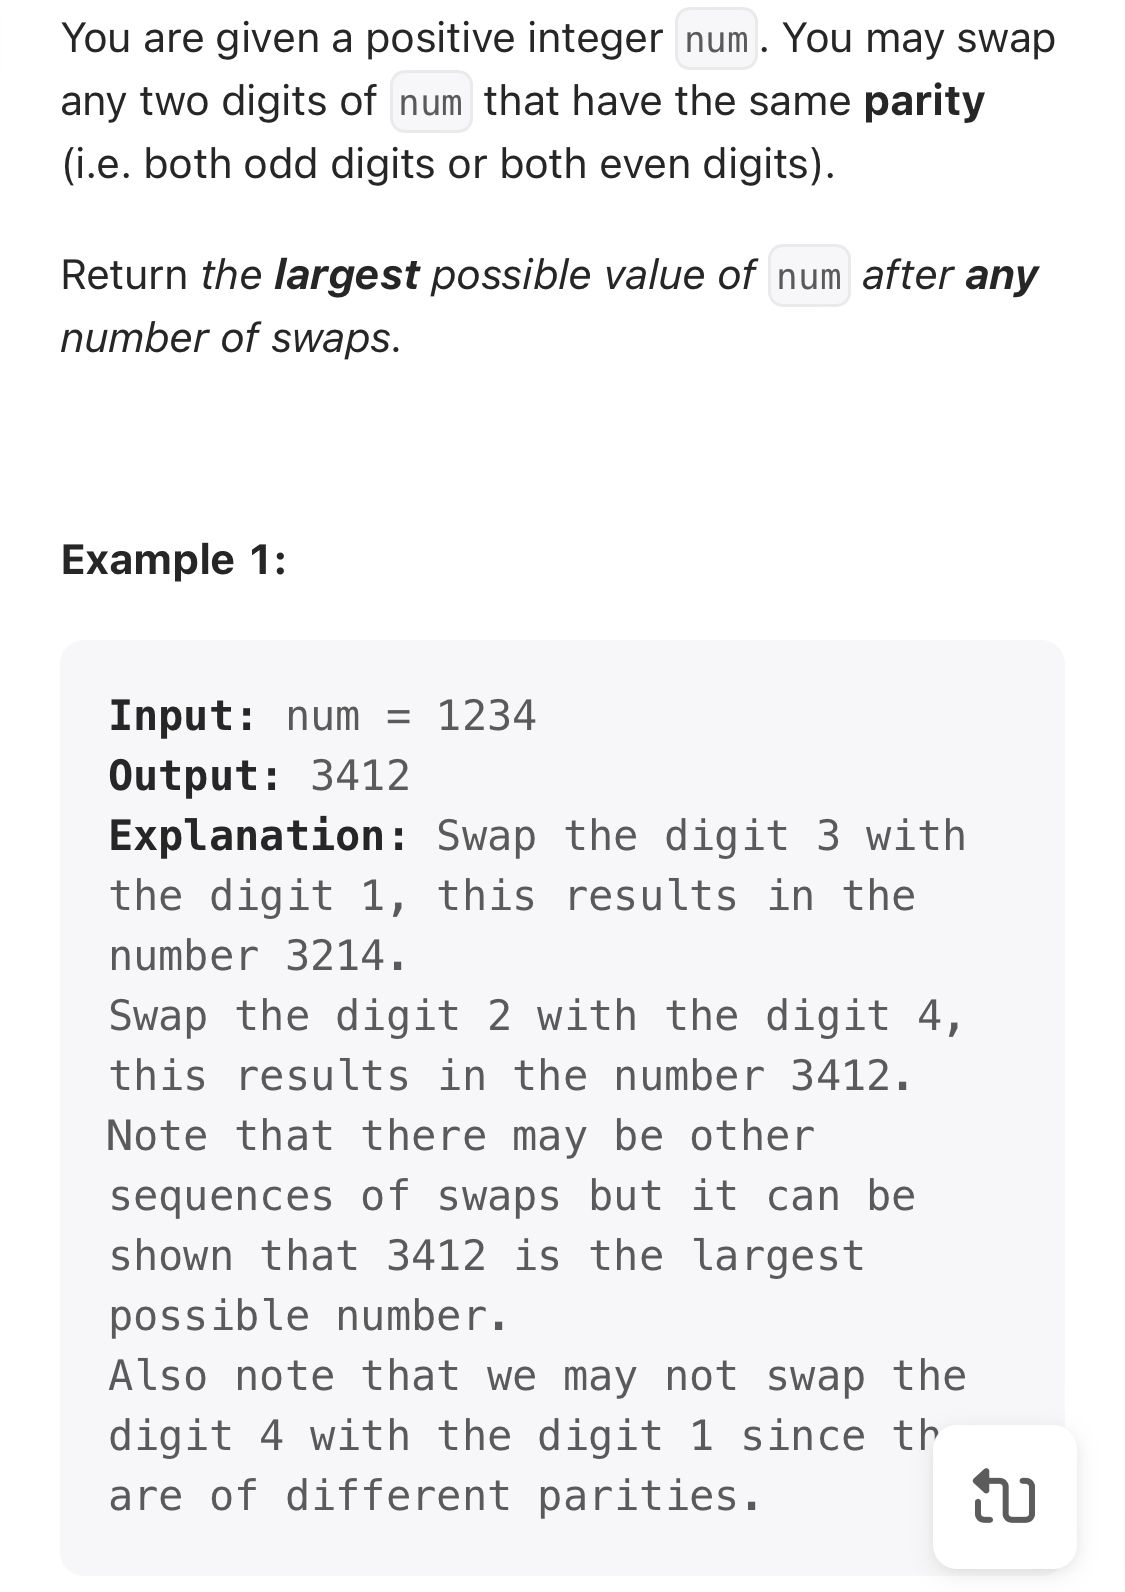 You are given a positive integer num. You may swap
any two digits of num that have the same parity
(i.e. both odd digits or both even digits).
Return the largest possible value of num after any
number of swaps.
Example 1:
Input: num = 1234
Output: 3412
Explanation: Swap the digit 3 with
the digit 1, this results in the
number 3214.
Swap the digit 2 with the digit 4,
this results in the number 3412.
Note that there may be other
sequences of swaps but it can be
shown that 3412 is the largest
possible number.
Also note that we may not swap the
digit 4 with the digit 1 since
are of different parities.